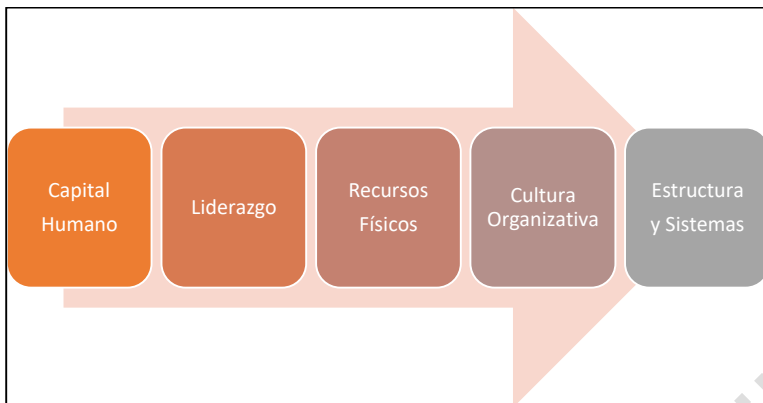 Capital
Humano
Liderazgo
Recursos
Físicos
Cultura
Organizativa
Estructura
y Sistemas